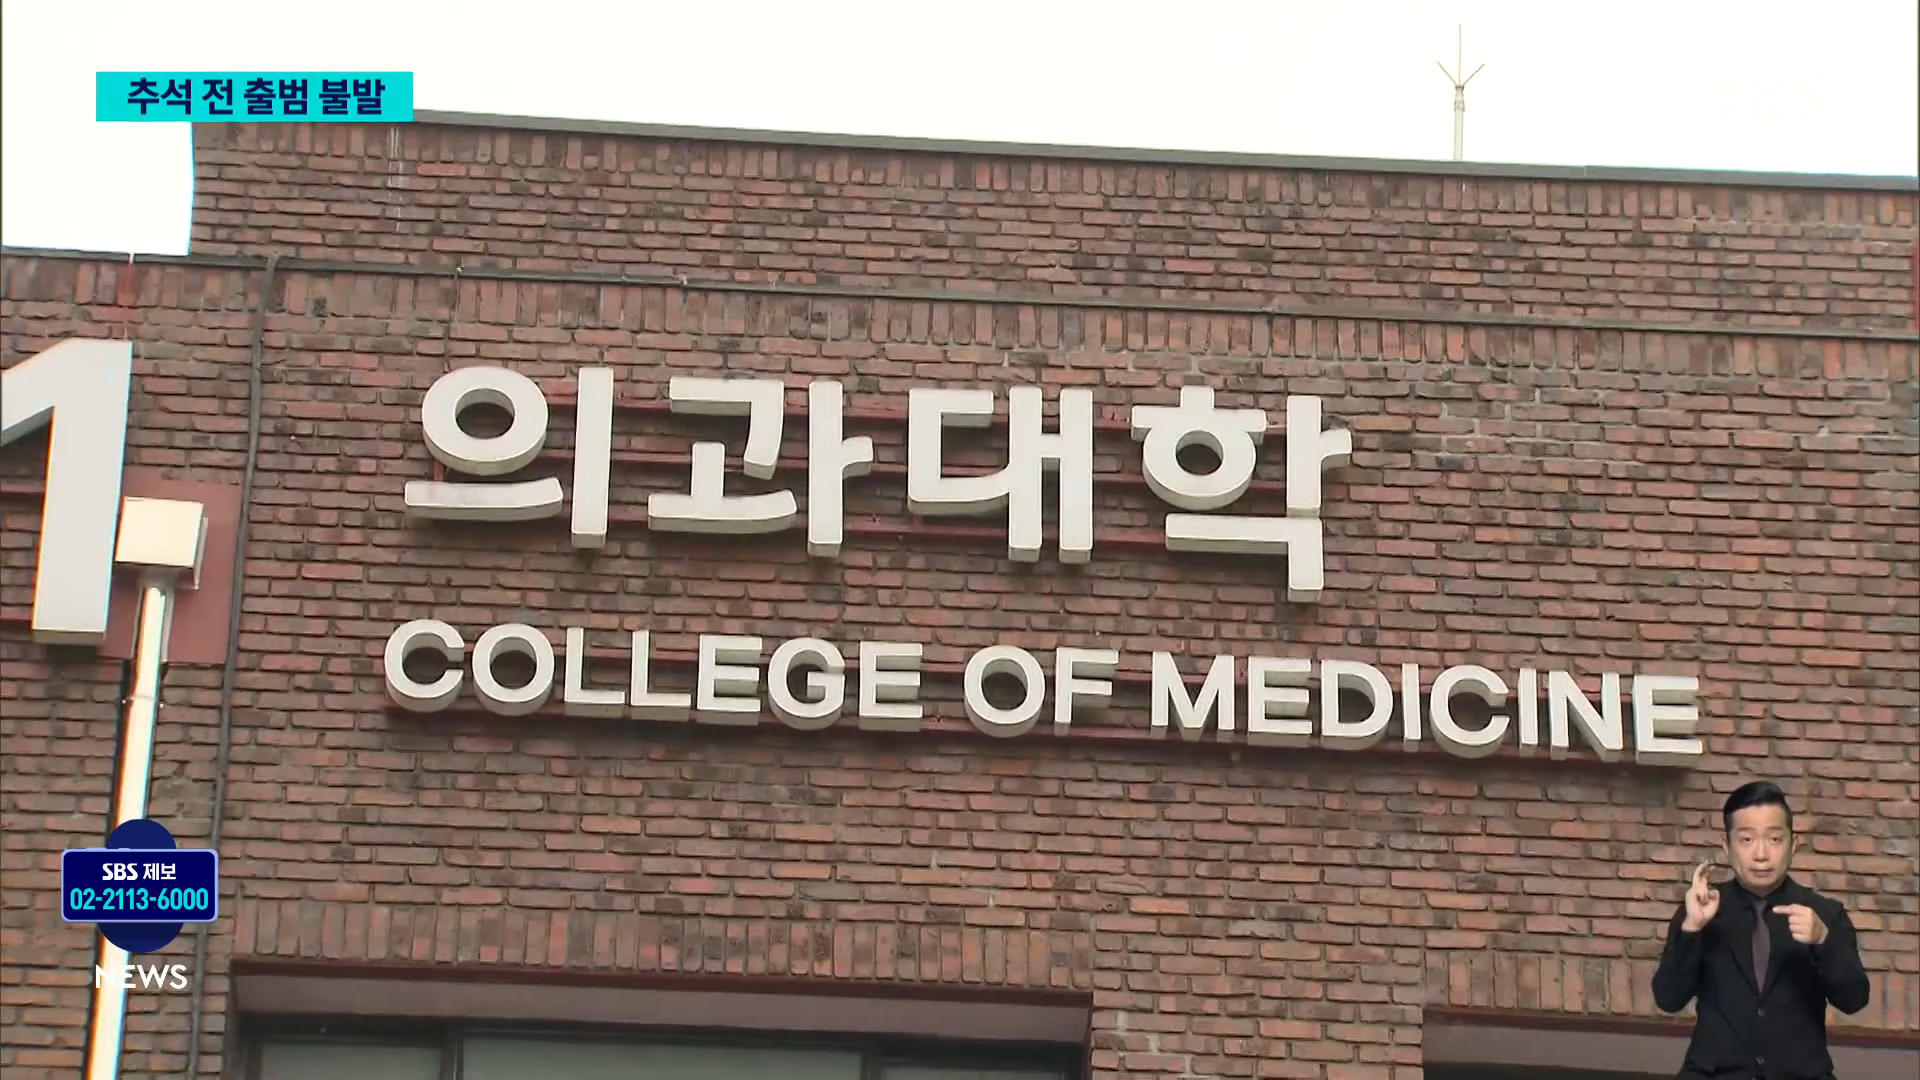 추석 전 출범 불발
1
의과대학
COLLEGE OF MEDICINE
SBS 제보
02-2113-6000
NEWS